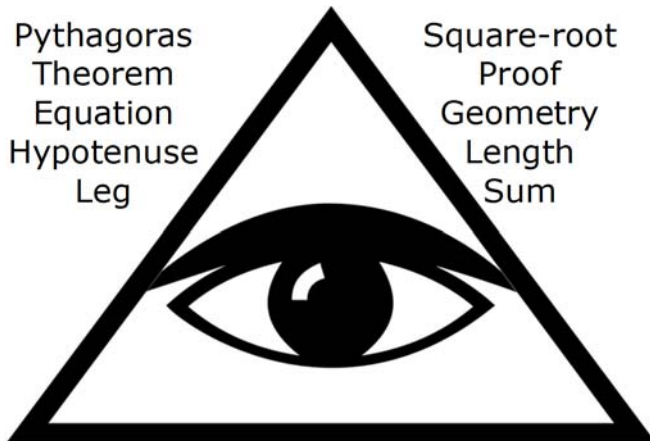 Pythagoras
Theorem
Equation
Hypotenuse
Leg
Square-root
Proof
Geometry
Length
Sum